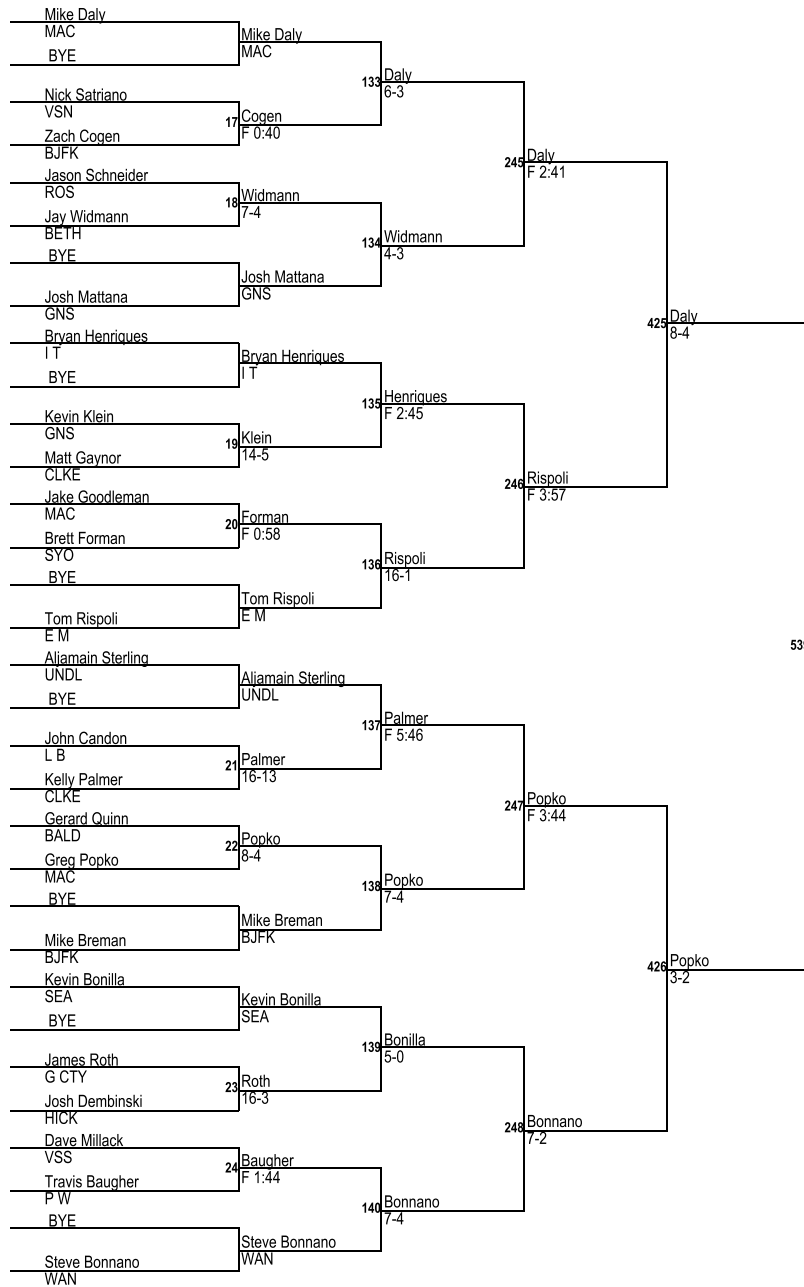 Mike Daly
MAC
BYE
Mike Daly
MAC
Nick Satriano
VSN
Zach Cogen
BJFK
17 Cogen
F 0:40
133 Daly
6-3
Jason Schneider
ROS
Jay Widmann
BETH
18 Widmann
7-4
BYE
Josh Mattana
GNS
Josh Mattana
GNS
134 Widmann
4-3
245 Daly
F 2:41
Bryan Henriques
I T
BYE
Bryan Henriques
I T
Kevin Klein
GNS
Matt Gaynor
CLKE
19 Klein
14-5
135 Henriques
F 2:45
Jake Goodleman
MAC
Brett Forman
SYO
20 Forman
F 0:58
BYE
Tom Rispoli
E M
Tom Rispoli
E M
136 Rispoli
16-1
246 Rispoli
F 3:57
425 Daly
8-4
539
Aljamain Sterling
UNDL
BYE
Aljamain Sterling
UNDL
John Candon
L B
Kelly Palmer
CLKE
21 Palmer
16-13
137 Palmer
F 5:46
Gerard Quinn
BALD
Greg Popko
MAC
22 Popko
8-4
BYE
Mike Breman
BJFK
Mike Breman
BJFK
138 Popko
7-4
247 Popko
F 3:44
Kevin Bonilla
SEA
BYE
Kevin Bonilla
SEA
James Roth
G CTY
Josh Dembinski
HICK
23 Roth
16-3
139 Bonilla
5-0
Dave Millack
VSS
Travis Baugher
P W
24 Baugher
F 1:44
BYE
Steve Bonnano
WAN
Steve Bonnano
WAN
140 Bonnano
7-4
248 Bonnano
7-2
426 Popko
3-2